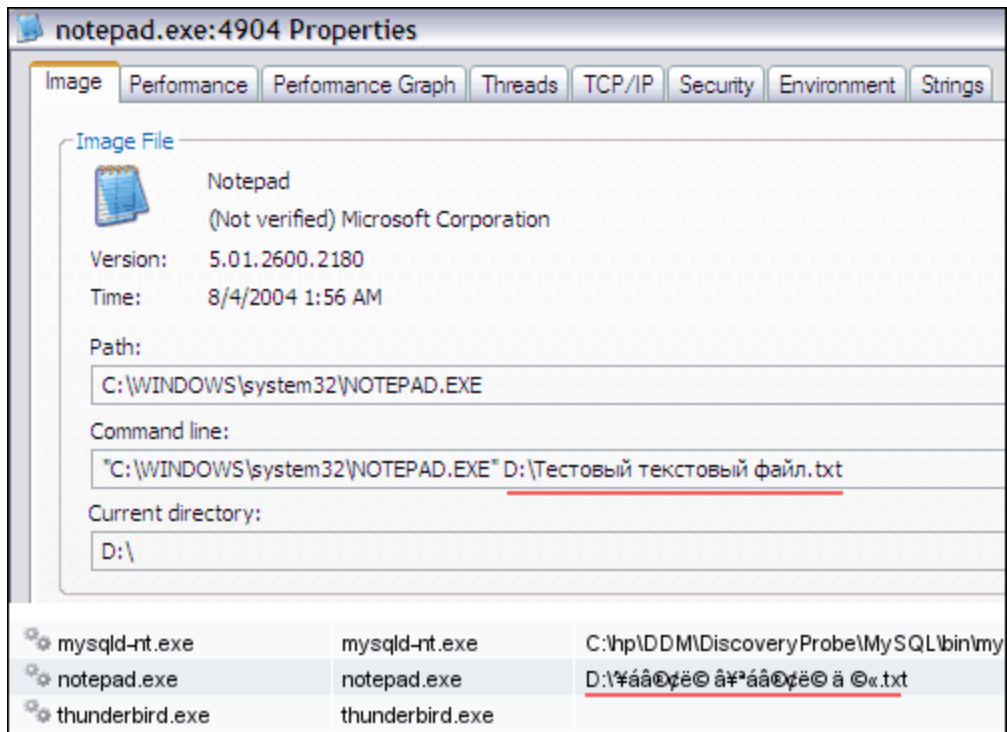 notepad.exe:4904 Properties
Image Performance Performance Graph Threads TCP/IP Security Environment Strings
Image File
Notepad
(Not verified) Microsoft Corporation
Version: 5.01.2600.2180
Time: 8/4/2004 1:56 AM
Path:
C:\WINDOWS\system32\NOTEPAD.EXE
Command line:
"C:\WINDOWS\system32\NOTEPAD.EXE" D:\Тестовый текстовый файл.txt
Current directory:
D:\
mysqld-nt.exe mysqld-nt.exe C:\hp\DDM\DiscoveryProbe\MySQL\bin\my
notepad.exe notepad.exe D:\'¥áâ®¢ë© â¥ªáâ®¢ë© ä ©«.txt
thunderbird.exe thunderbird.exe